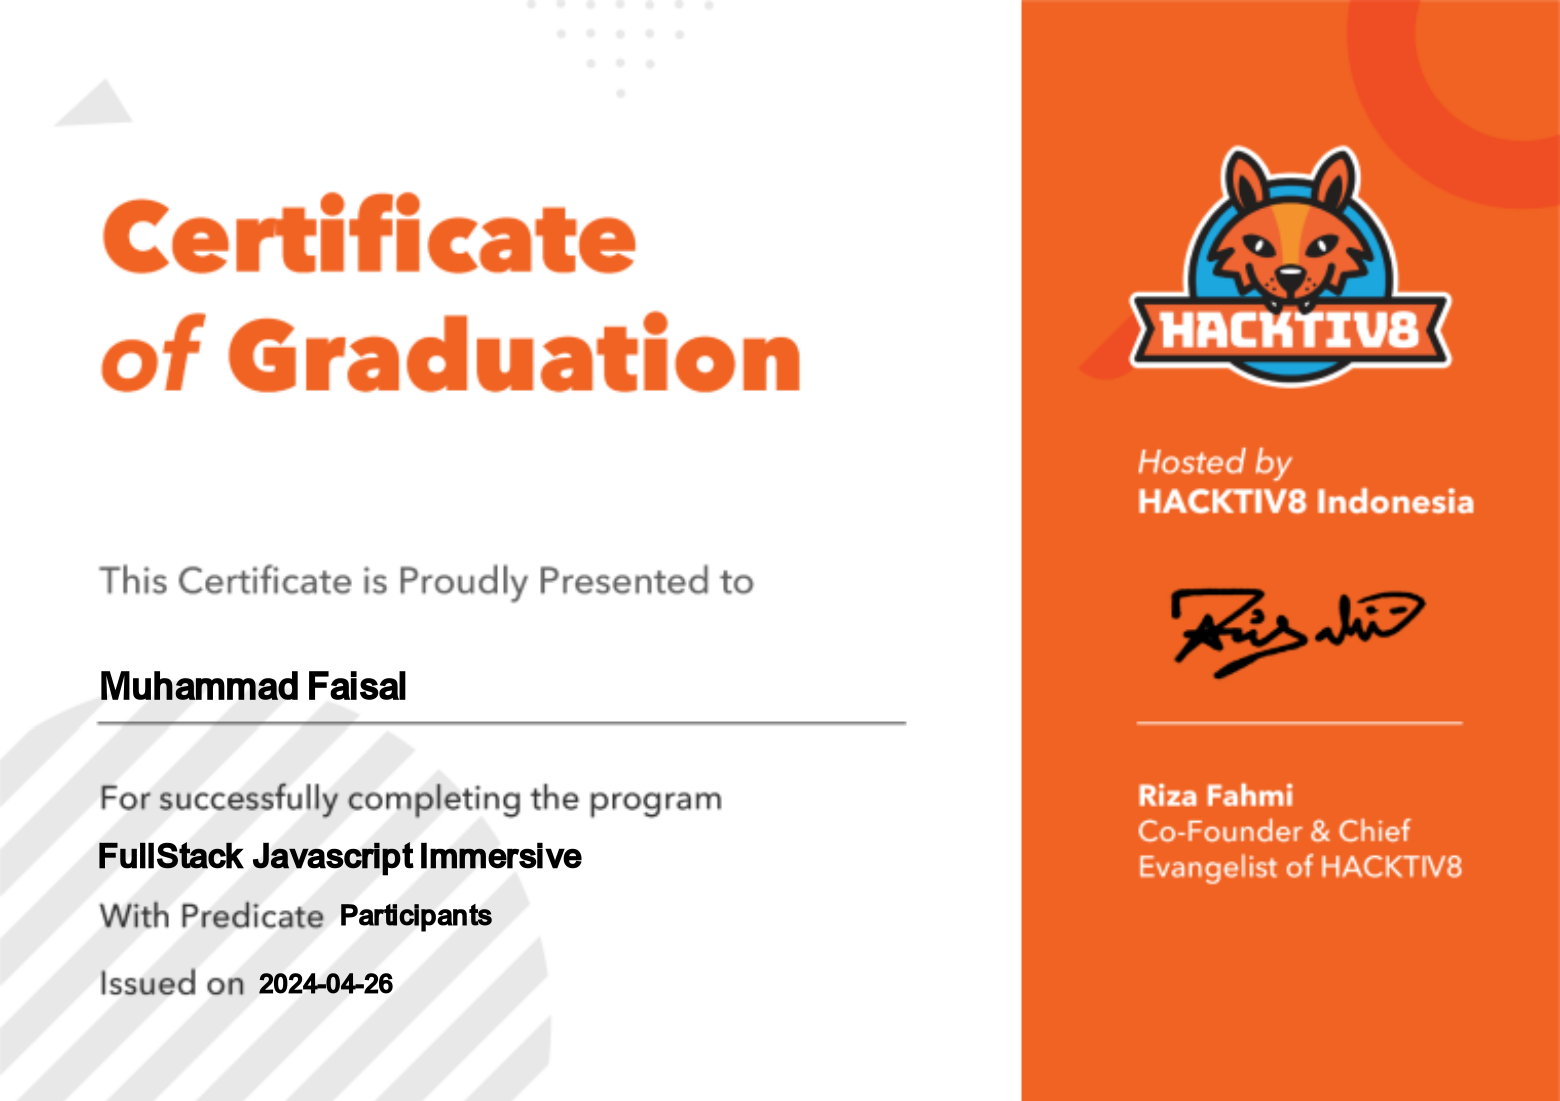 Certificate
of Graduation
This Certificate is Proudly Presented to
Muhammad Faisal
For successfully completing the program
FullStack Javascript Immersive
With Predicate Participants
Issued on 2024-04-26
HACKTIV8
Hosted by
HACKTIV8 Indonesia
Riza Fahmi
Co-Founder & Chief
Evangelist of HACKTIV8